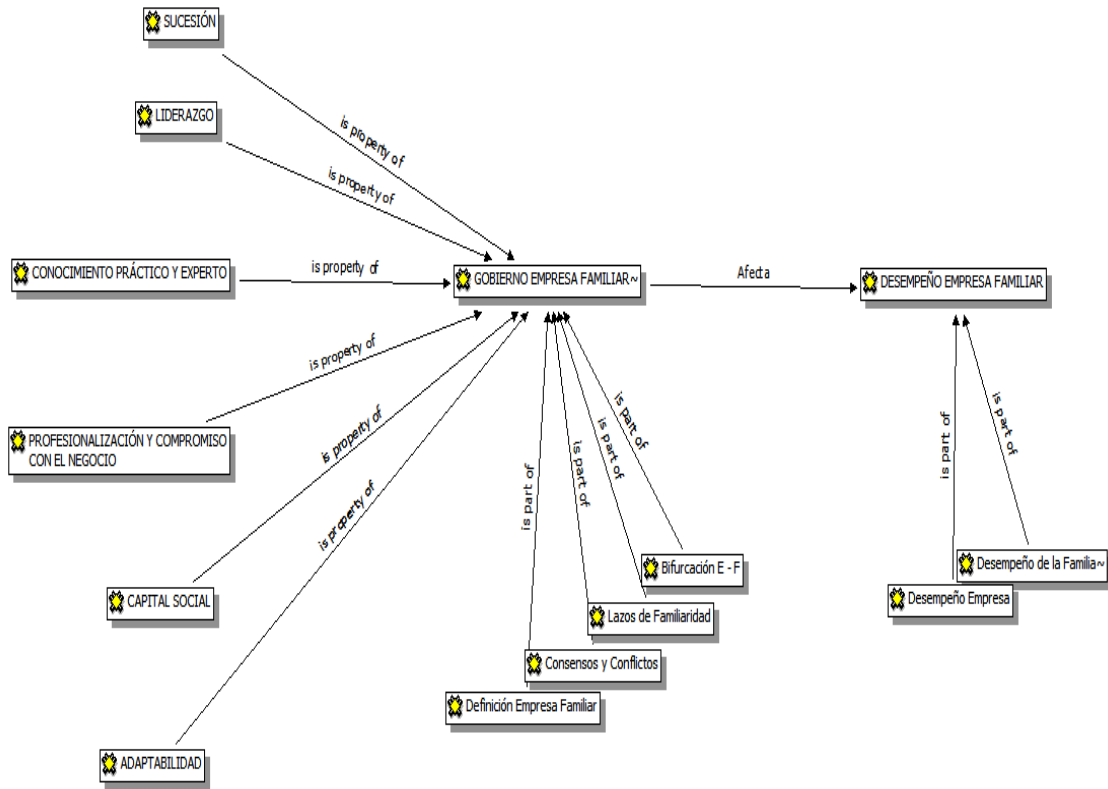 SUCESIÓN
LIDERAZGO
is property of
is property of
CONOCIMIENTO PRÁCTICO Y EXPERTO
is property of
GOBIERNO EMPRESA FAMILIAR~
Afecta
DESEMPEÑO EMPRESA FAMILIAR
is property of
PROFESIONALIZACIÓN Y COMPROMISO
CON EL NEGOCIO
is property of
is property of
is part of
is part of
is part of
is part of
is part of
is part of
Bifurcación E - F
Desempeño de la Familia~
Desempeño Empresa
CAPITAL SOCIAL
Lazos de Familiaridad
Consensos y Conflictos
Definición Empresa Familiar
ADAPTABILIDAD